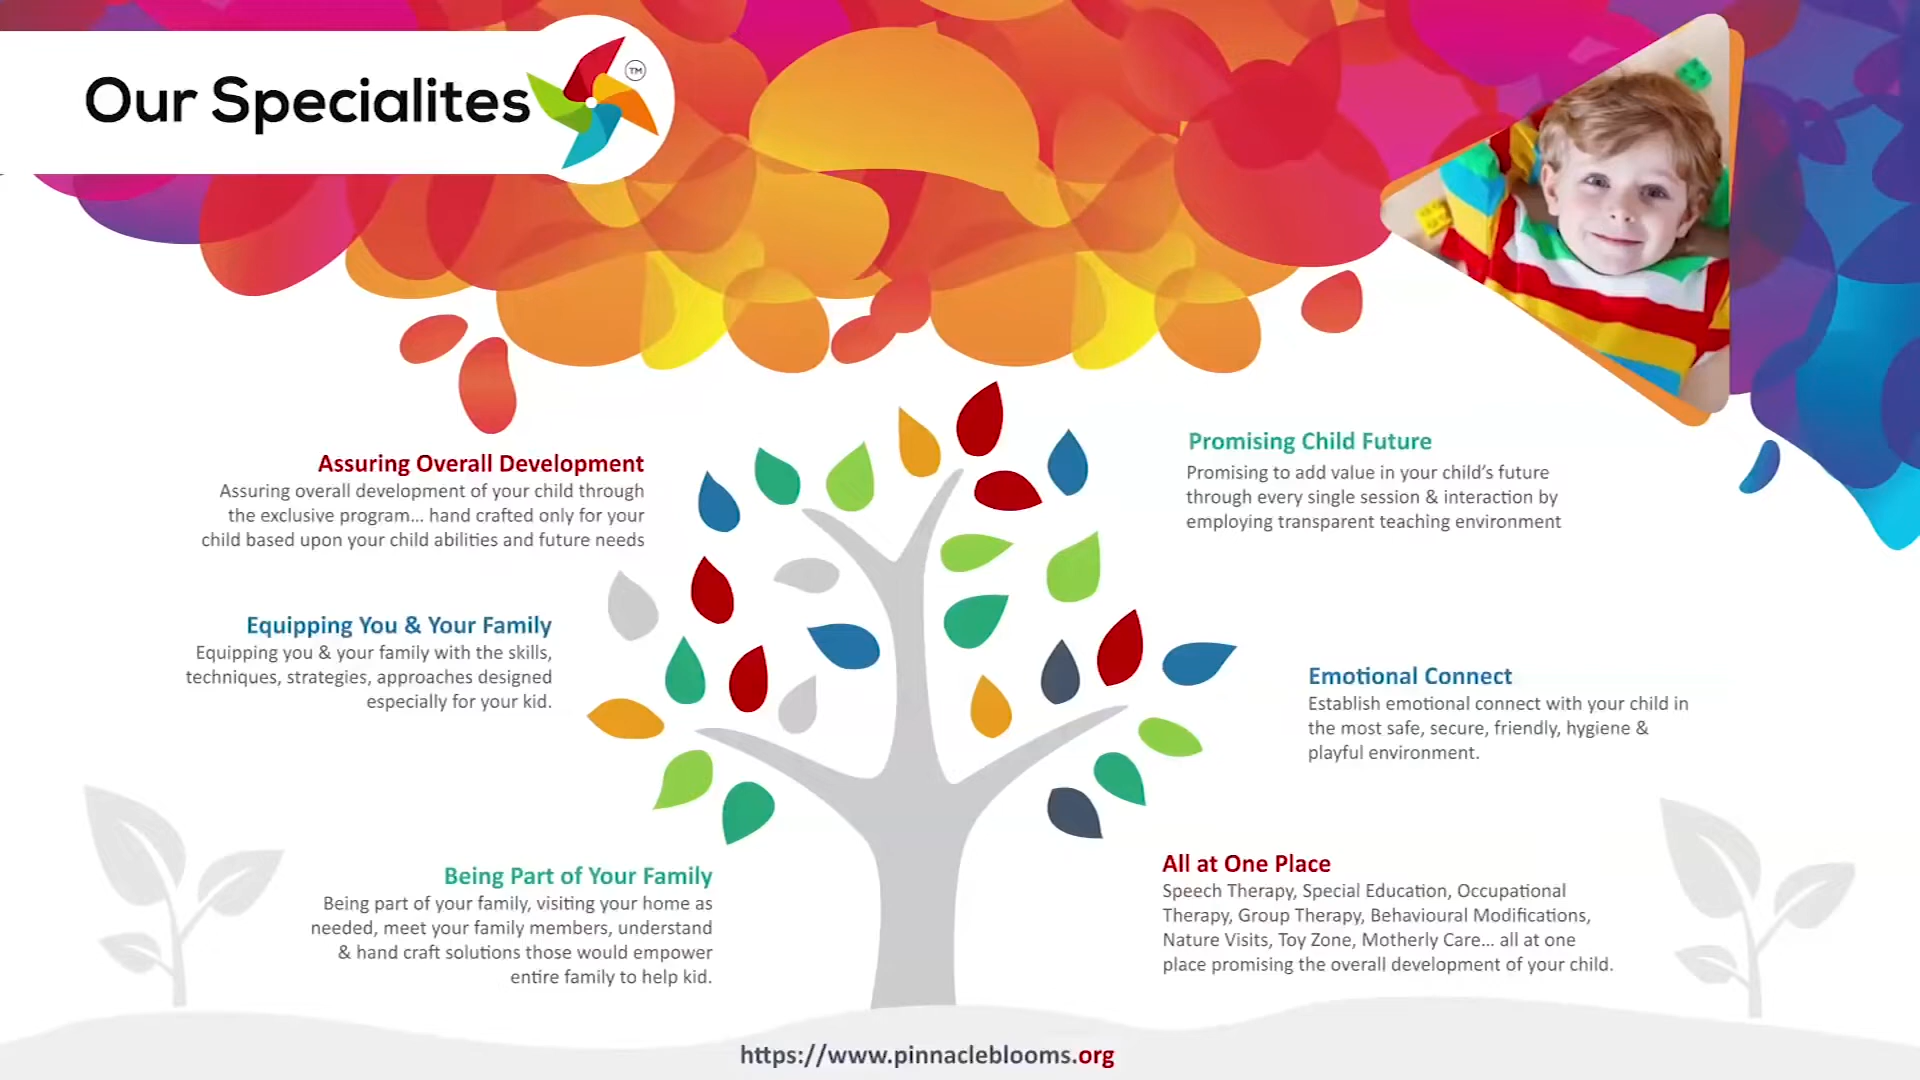 Our Specialites
TM
Assuring Overall Development
Assuring overall development of your child through
the exclusive program... hand crafted only for your
child based upon your child abilities and future needs
Equipping You & Your Family
Equipping you & your family with the skills,
techniques, strategies, approaches designed
especially for your kid.
Being Part of Your Family
Being part of your family, visiting your home as
needed, meet your family members, understand
& hand craft solutions those would empower
entire family to help kid.
Promising Child Future
Promising to add value in your child's future
through every single session & interaction by
employing transparent teaching environment
Emotional Connect
Establish emotional connect with your child in
the most safe, secure, friendly, hygiene &
playful environment.
All at One Place
Speech Therapy, Special Education, Occupational
Therapy, Group Therapy, Behavioural Modifications,
Nature Visits, Toy Zone, Motherly Care... all at one
place promising the overall development of your child.
https://www.pinnacleblooms.org